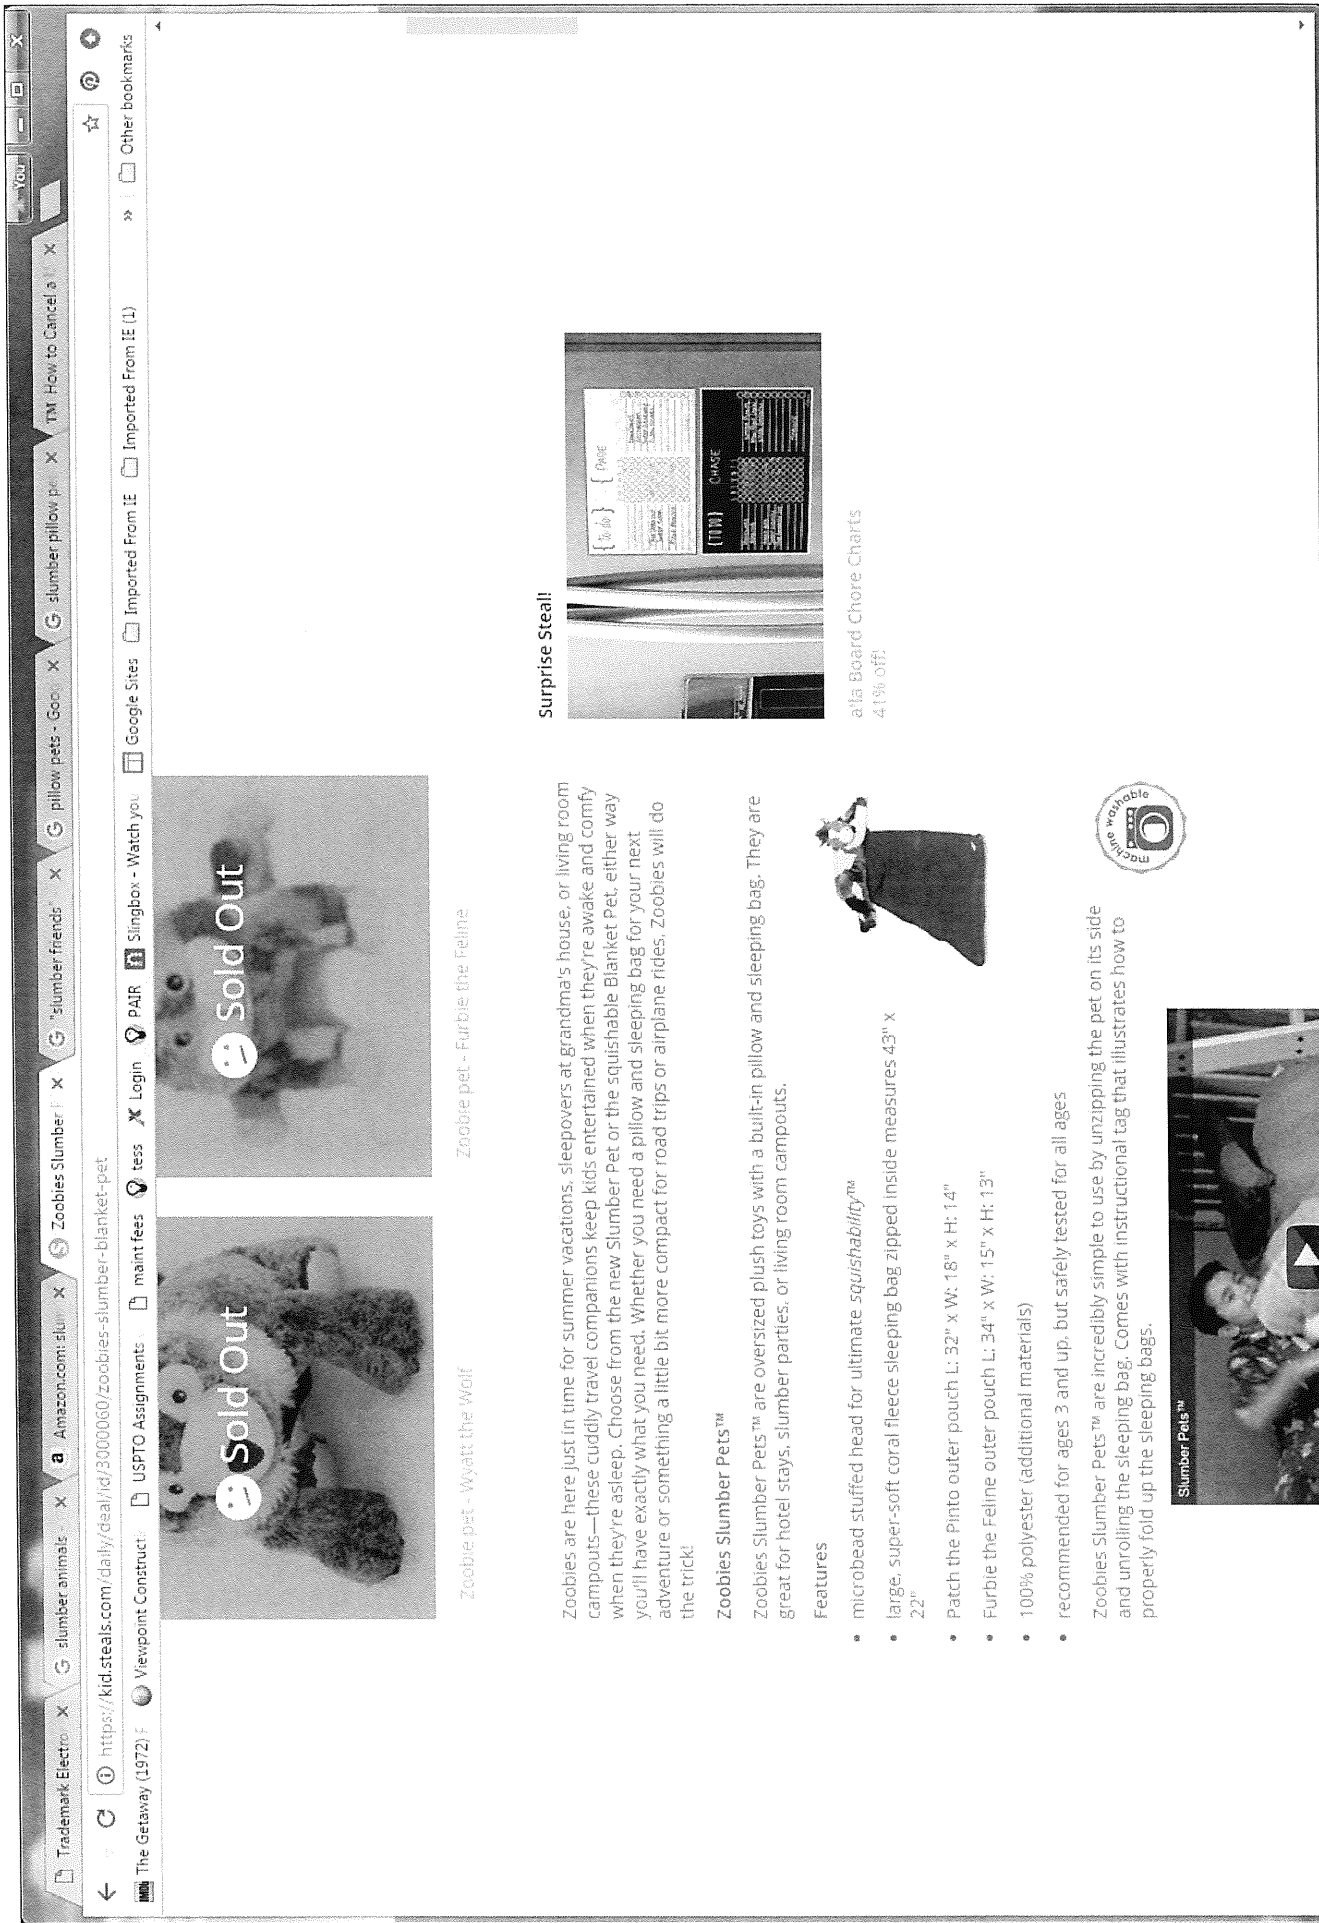 You
Trademark Electro
slumber animals
Amazon.com: slu
Zoobies Slumber
"slumber friends
pillow pets - Goo
slumber pillow pe
TM How to Cancel a
https://kid.steals.com/daily/deal/id/3000060/zoobies-slumber-blanket-pet
IMDb The Getaway (1972)
Viewpoint Constructi
USPTO Assignments
maint fees
tess
Login
PAIR
Slingbox - Watch you
Google Sites
Imported From IE
Imported From IE (1)
»
Other bookmarks
Sold Out
Sold Out
Zoobie pet - Wyatt the Wolf
Zoobie pet - Furbie the Feline
Zoobies are here just in time for summer vacations, sleepovers at grandma's house, or living room
campouts—these cuddly travel companions keep kids entertained when they're awake and comfy
when they're asleep. Choose from the new Slumber Pet or the squishable Blanket Pet, either way
you'll have exactly what you need. Whether you need a pillow and sleeping bag for your next
adventure or something a little bit more compact for road trips or airplane rides, Zoobies will do
the trick!
Zoobies Slumber Pets™
Zoobies Slumber Pets™ are oversized plush toys with a built-in pillow and sleeping bag. They are
great for hotel stays, slumber parties, or living room campouts.
Features
• microbead stuffed head for ultimate squishability™
• large, super-soft coral fleece sleeping bag zipped inside measures 43" x
22"
• Patch the Pinto outer pouch L: 32" x W: 18" x H: 14"
• Furbie the Feline outer pouch L: 34" x W: 15" x H: 13"
• 100% polyester (additional materials)
• recommended for ages 3 and up, but safely tested for all ages
Zoobies Slumber Pets™ are incredibly simple to use by unzipping the pet on its side
and unrolling the sleeping bag. Comes with instructional tag that illustrates how to
properly fold up the sleeping bags.
machine washable
Slumber Pets™
Surprise Steal!
{to do}
{PAGE
{TO DO}
CHASE
a'la Board Chore Charts
41% off!